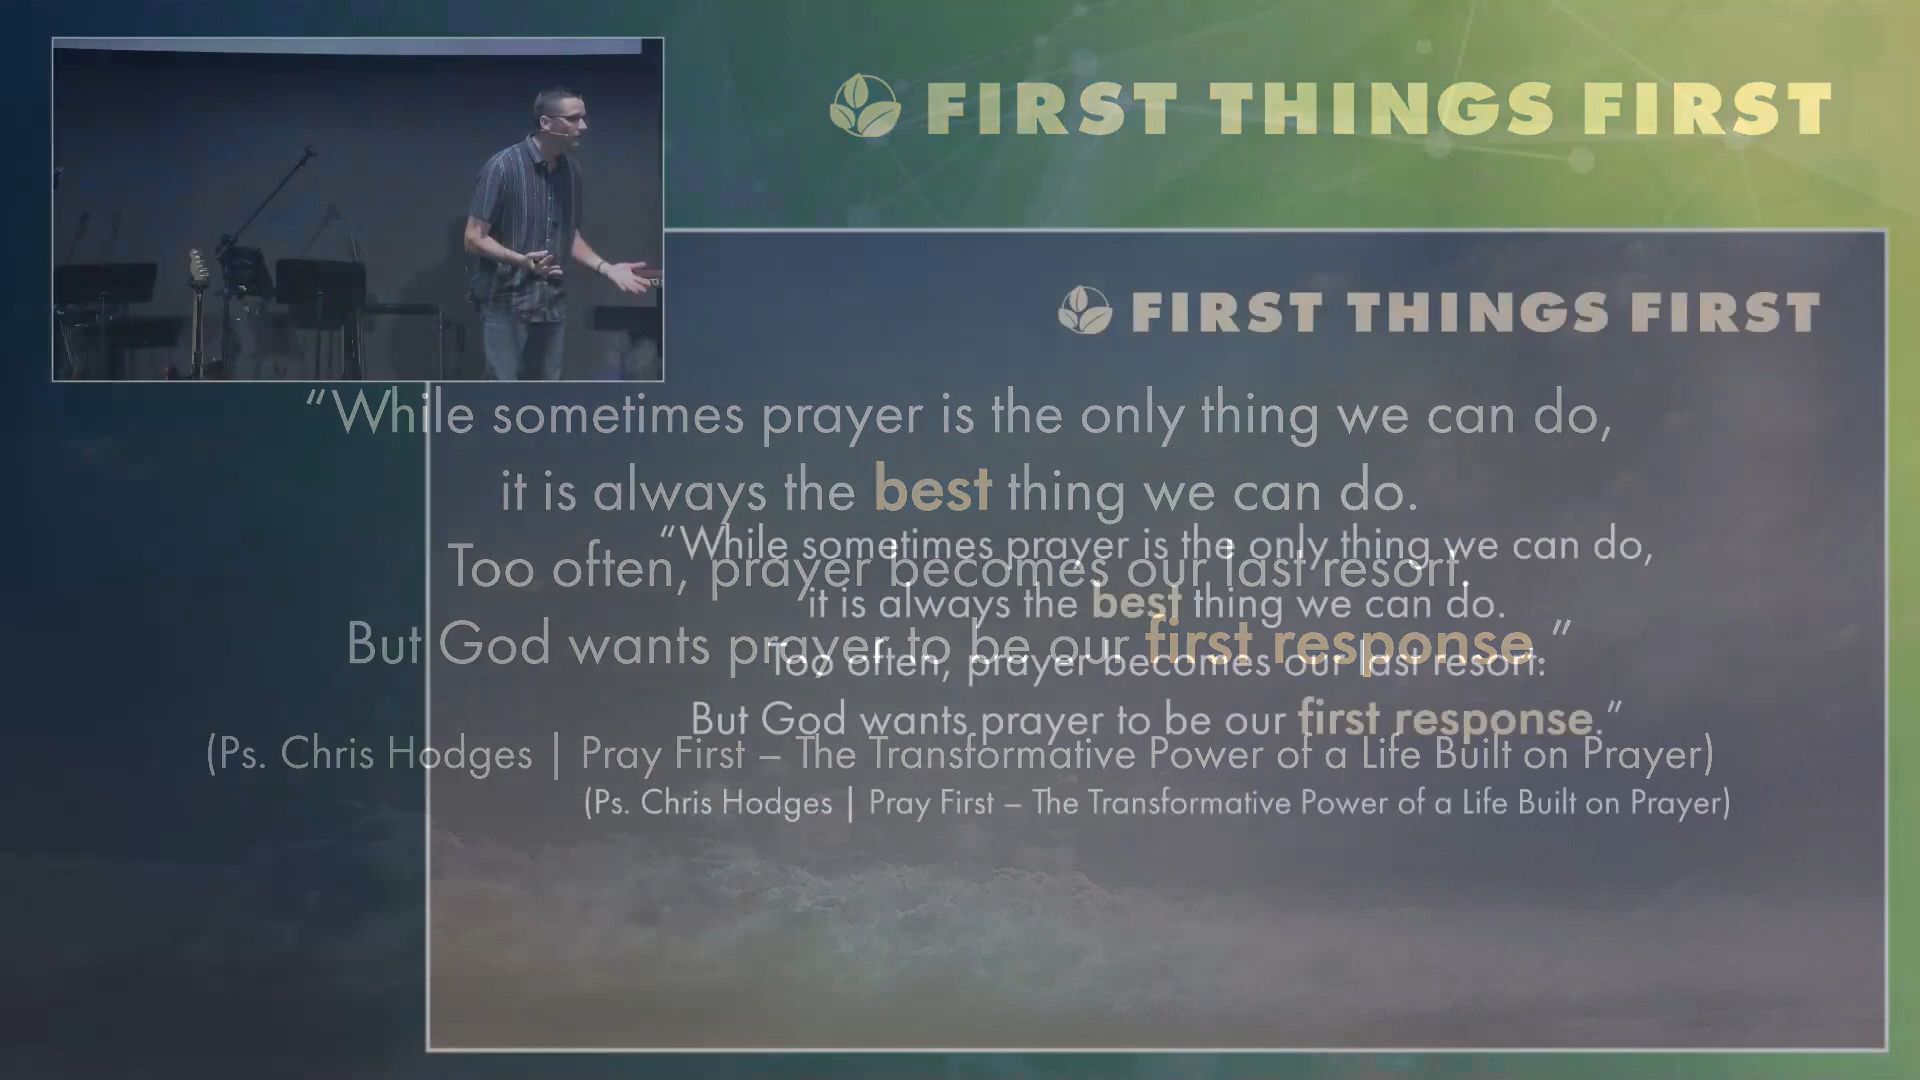 FIRST THINGS FIRST
FIRST THINGS FIRST
“While sometimes prayer is the only thing we can do,
it is always the best thing we can do.
Too often, prayer becomes our last resort.
But God wants prayer to be our first response.”
(Ps. Chris Hodges | Pray First – The Transformative Power of a Life Built on Prayer)
“While sometimes prayer is the only thing we can do,
it is always the best thing we can do.
Too often, prayer becomes our last resort.
But God wants prayer to be our first response.”
(Ps. Chris Hodges | Pray First – The Transformative Power of a Life Built on Prayer)